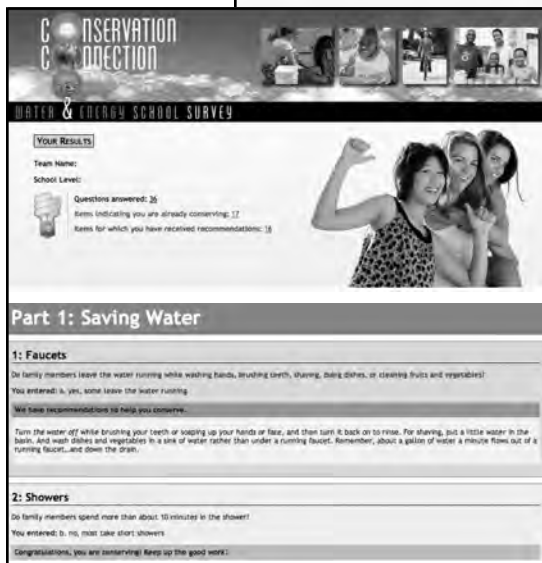 CONSERVATION
CONNECTION
WATER & ENERGY SCHOOL SURVEY
YOUR RESULTS
Team Name:
School Level:
Questions answered: 36
Items indicating you are already conserving: 17
Items for which you have received recommendations: 16
Part 1: Saving Water
1: Faucets
Do family members leave the water running while washing hands, brushing teeth, shaving, doing dishes, or cleaning fruits and vegetables?
You entered: a. yes, some leave the water running
We have recommendations to help you conserve.
Turn the water off while brushing your teeth or soaping up your hands or face, and then turn it back on to rinse. For shaving, put a little water in the
basin. And wash dishes and vegetables in a sink of water rather than under a running faucet. Remember, about a gallon of water a minute flows out of a
running faucet...and down the drain.
2: Showers
Do family members spend more than about 10 minutes in the shower?
You entered: b. no, most take short showers
Congratulations, you are conserving! Keep up the good work!